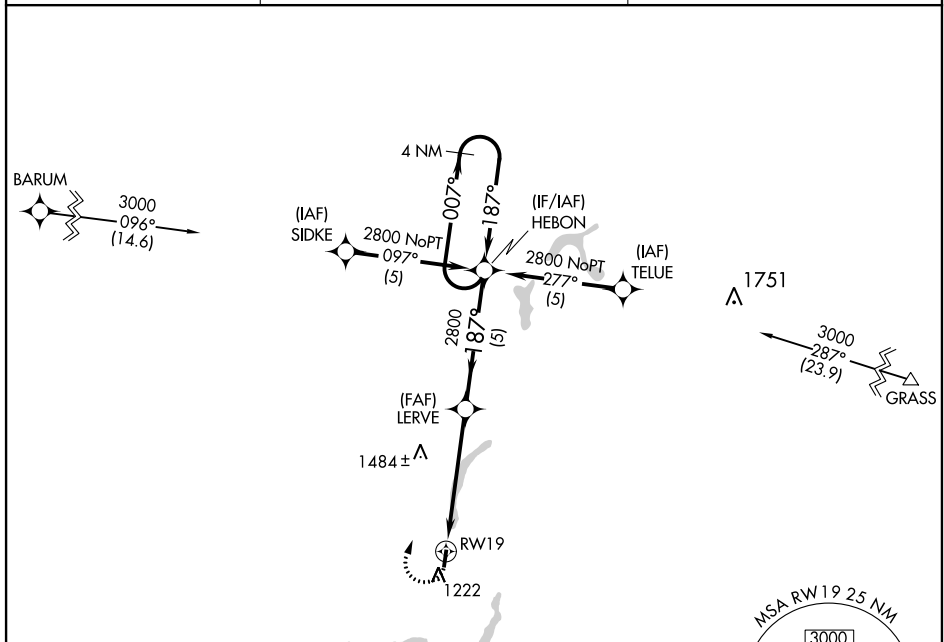 4 NM
007°
187°
BARUM
3000
096°
(14.6)
(IAF)
SIDKE
2800 NoPT
097°
(5)
(IF/IAF)
HEBON
2800 NoPT
277°
(5)
(IAF)
TELUE
1751
3000
287°
(23.9)
GRASS
2800
187°
(5)
(FAF)
LERVE
1484±
RW19
1222
MSA RW19 25 NM
3000